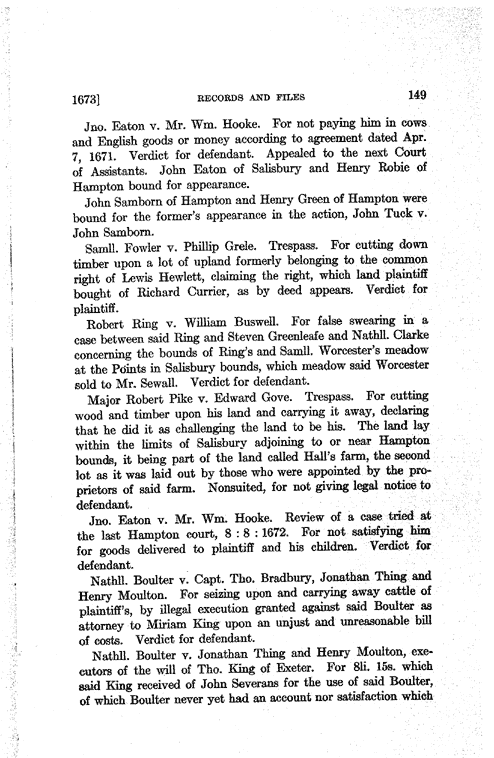 1673] RECORDS AND FILES 149
Jno. Eaton v. Mr. Wm. Hooke. For not paying him in cows
and English goods or money according to agreement dated Apr.
7, 1671. Verdict for defendant. Appealed to the next Court
of Assistants. John Eaton of Salisbury and Henry Robie of
Hampton bound for appearance.
John Samborn of Hampton and Henry Green of Hampton were
bound for the former's appearance in the action, John Tuck v.
John Samborn.
Samll. Fowler v. Phillip Grele. Trespass. For cutting down
timber upon a lot of upland formerly belonging to the common
right of Lewis Hewlett, claiming the right, which land plaintiff
bought of Richard Currier, as by deed appears. Verdict for
plaintiff.
Robert Ring v. William Buswell. For false swearing in a
case between said Ring and Steven Greenleafe and Nathll. Clarke
concerning the bounds of Ring's and Samll. Worcester's meadow
at the Points in Salisbury bounds, which meadow said Worcester
sold to Mr. Sewall. Verdict for defendant.
Major Robert Pike v. Edward Gove. Trespass. For cutting
wood and timber upon his land and carrying it away, declaring
that he did it as challenging the land to be his. The land lay
within the limits of Salisbury adjoining to or near Hampton
bounds, it being part of the land called Hall's farm, the second
lot as it was laid out by those who were appointed by the pro-
prietors of said farm. Nonsuited, for not giving legal notice to
defendant.
Jno. Eaton v. Mr. Wm. Hooke. Review of a case tried at
the last Hampton court, 8 : 8 : 1672. For not satisfying him
for goods delivered to plaintiff and his children. Verdict for
defendant.
Nathll. Boulter v. Capt. Tho. Bradbury, Jonathan Thing and
Henry Moulton. For seizing upon and carrying away cattle of
plaintiff's, by illegal execution granted against said Boulter as
attorney to Miriam King upon an unjust and unreasonable bill
of costs. Verdict for defendant.
Nathll. Boulter v. Jonathan Thing and Henry Moulton, exe-
cutors of the will of Tho. King of Exeter. For 8li. 15s. which
said King received of John Severans for the use of said Boulter,
of which Boulter never yet had an account nor satisfaction which